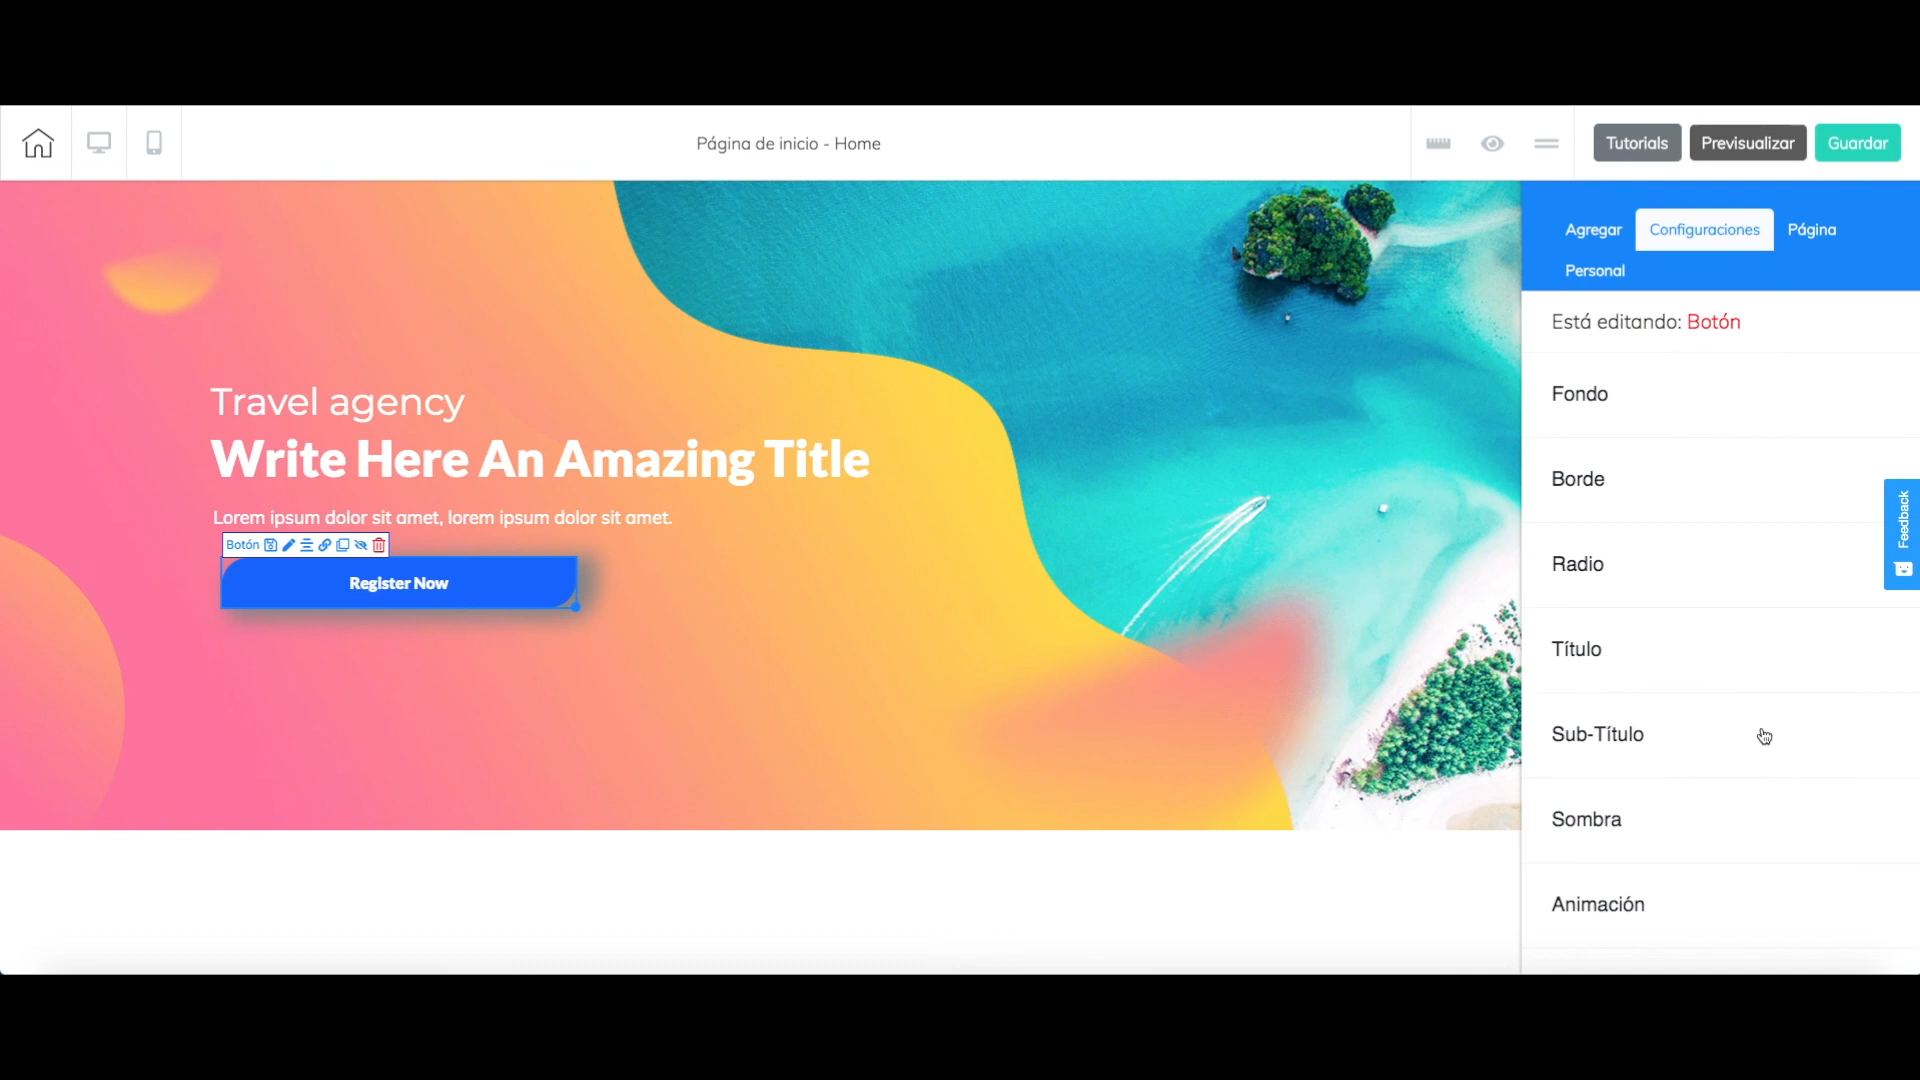 Página de inicio - Home
Tutorials
Previsualizar
Guardar
Agregar
Configuraciones
Página
Personal
Está editando: Botón
Fondo
Borde
Radio
Título
Sub-Título
Sombra
Animación
Feedback
Travel agency
Write Here An Amazing Title
Lorem ipsum dolor sit amet, lorem ipsum dolor sit amet.
Botón
Register Now